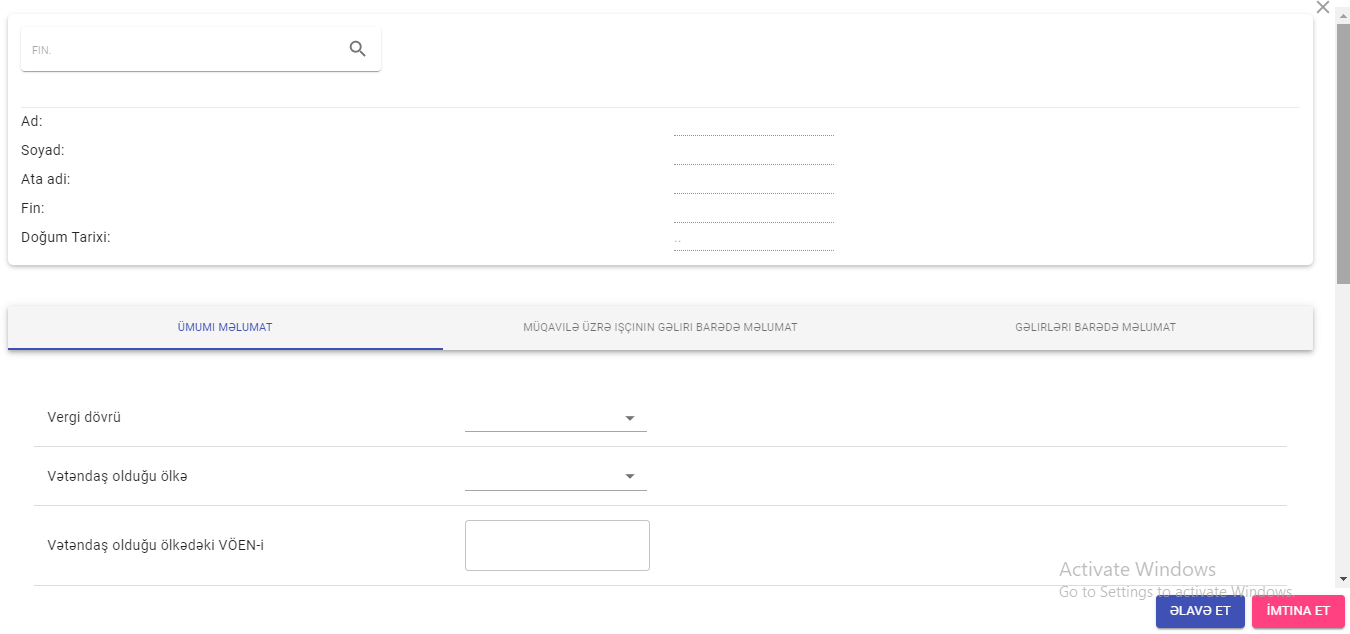 FIN.
Ad:
Soyad:
Ata adi:
Fin:
Doğum Tarixi:
..
ÜMUMI MƏLUMAT
MÜQAVILƏ ÜZRƏ IŞÇININ GƏLIRI BARƏDƏ MƏLUMAT
GƏLIRLƏRI BARƏDƏ MƏLUMAT
Vergi dövrü
Vətəndaş olduğu ölkə
Vətəndaş olduğu ölkədəki VÖEN-i
Activate Windows
Go to Settings to activate Windows.
ƏLAVƏ ET
İMTINA ET